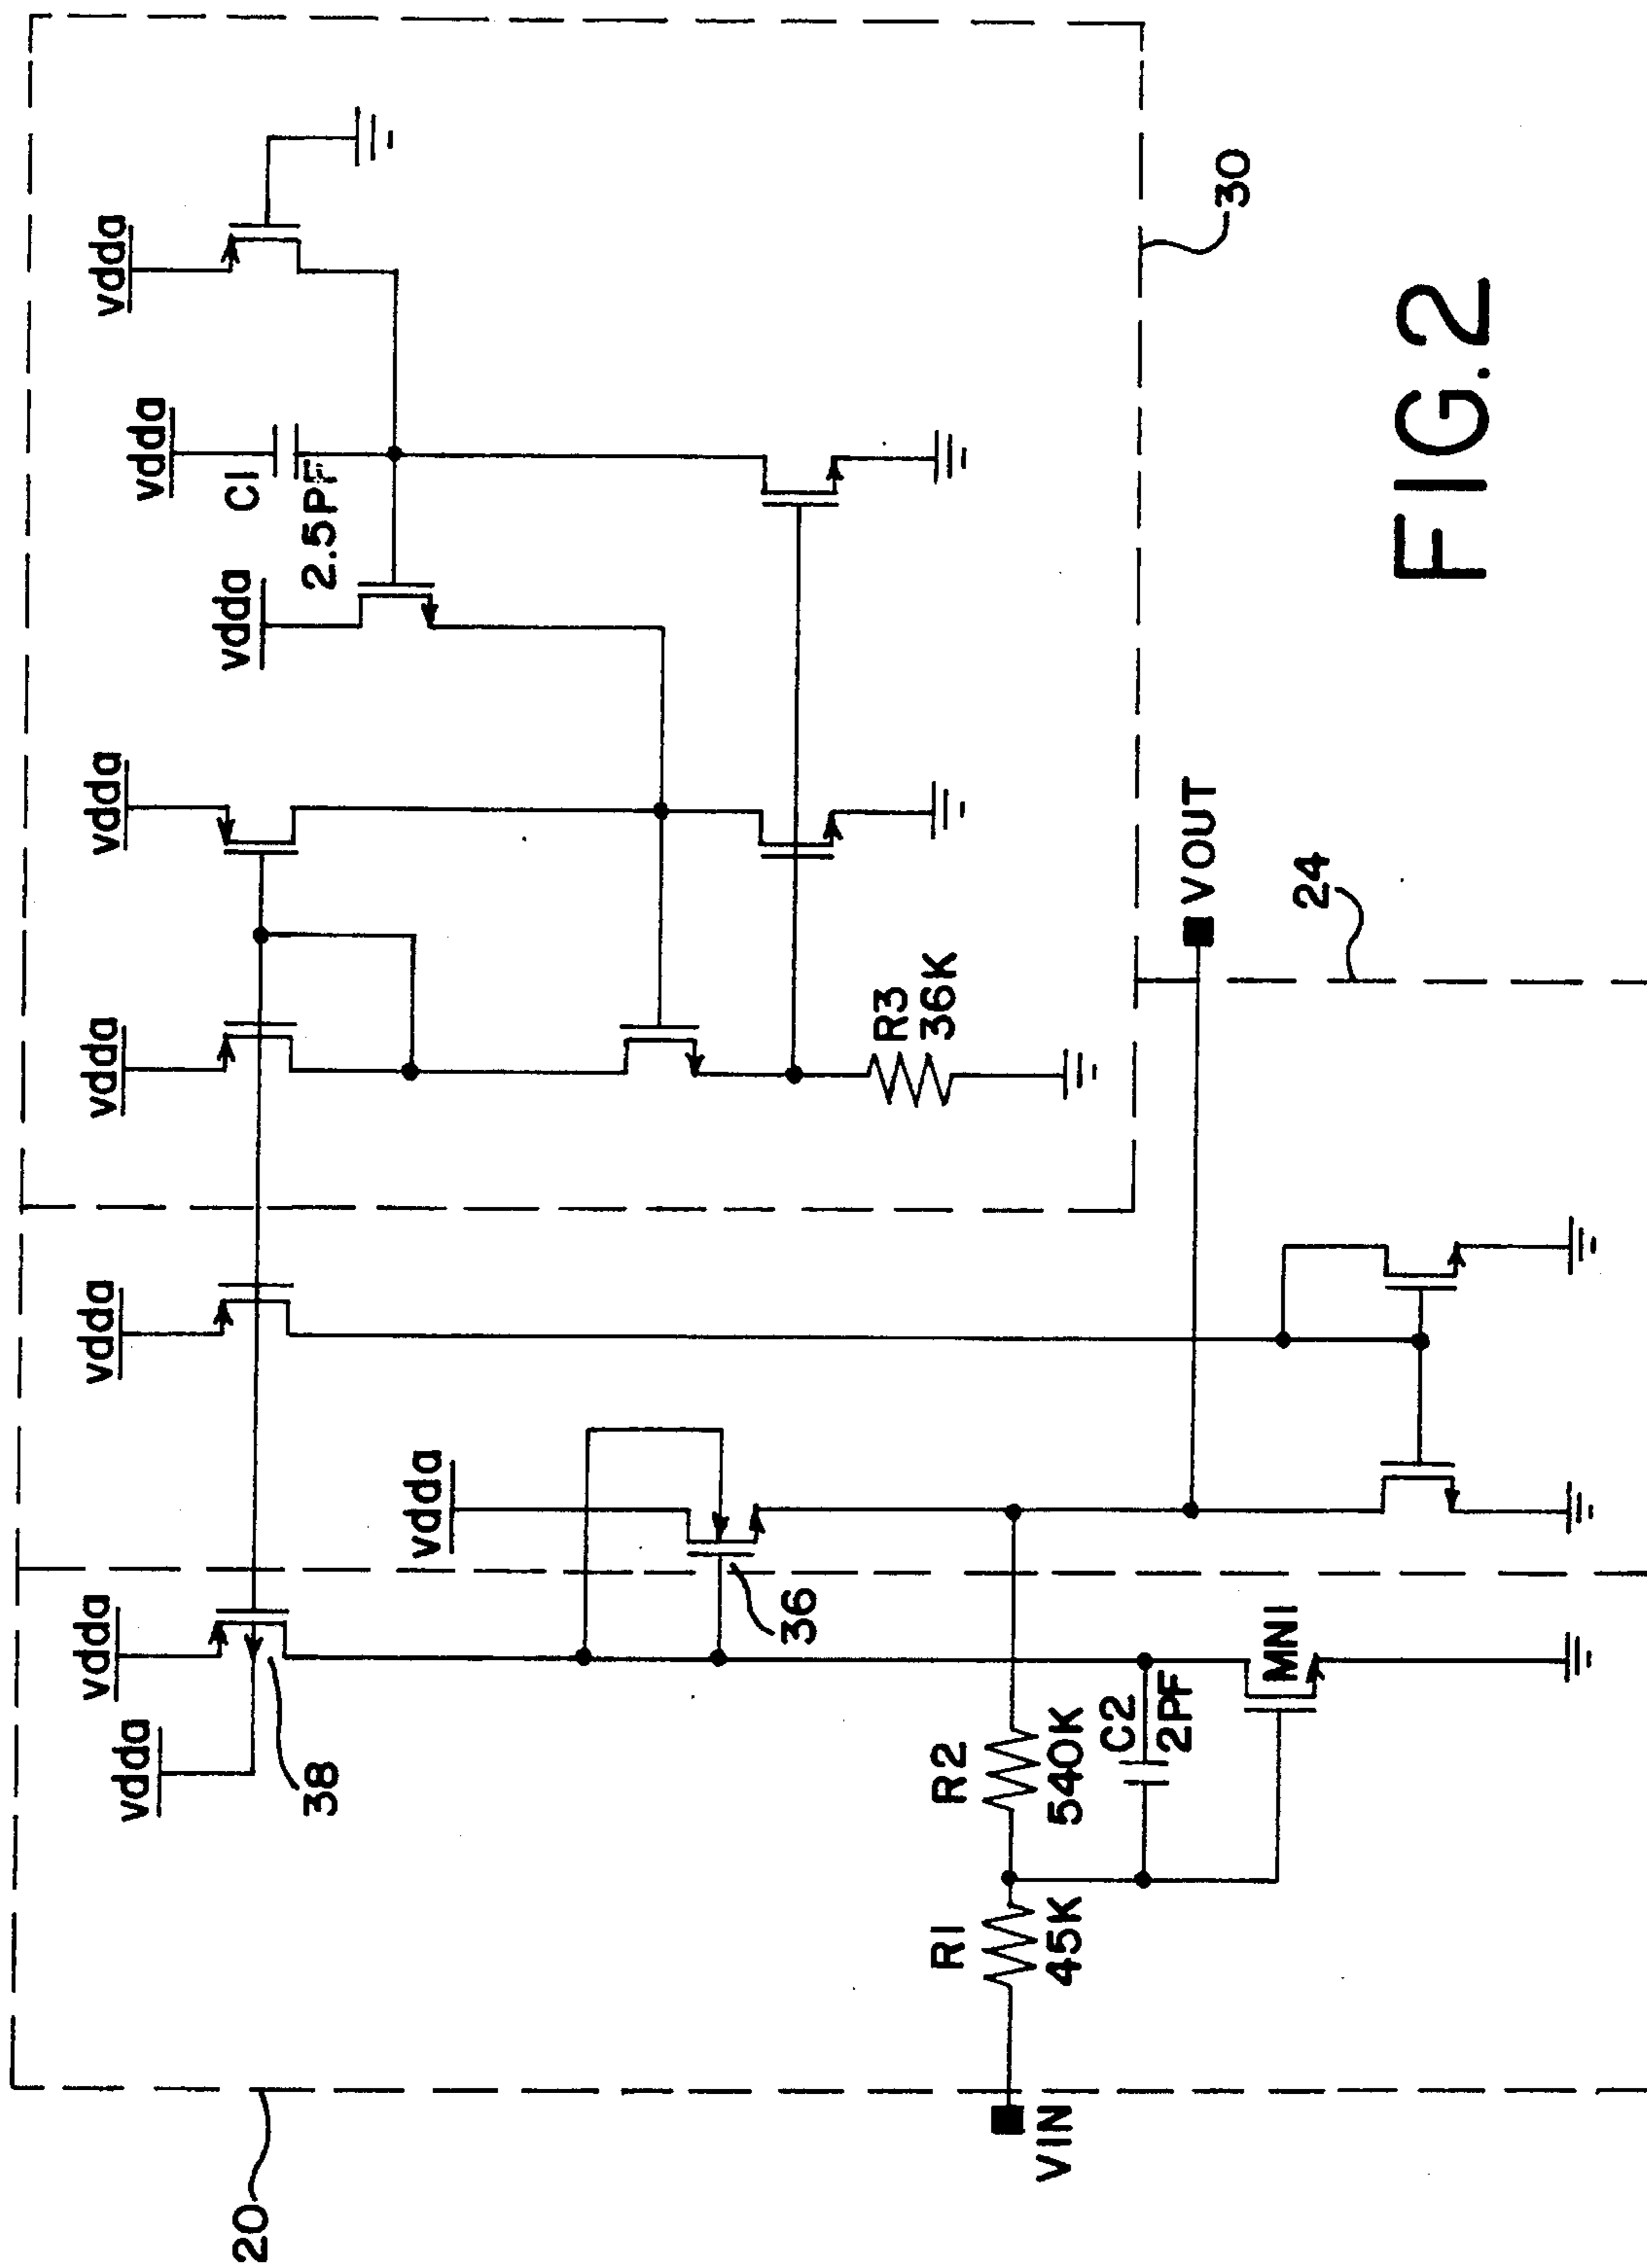 vdda
vdda
vdda
vdda
vdda
vdda
vdda
vdda
vdda
20
38
36
C1
2.5PF
R3
36K
30
R1
45K
R2
540K
C2
2PF
MN1
VIN
VOUT
24
FIG.2